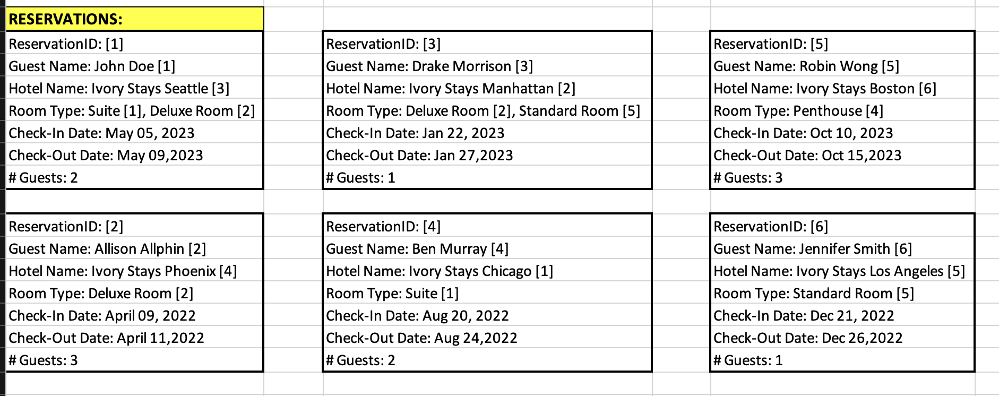 RESERVATIONS:
ReservationID: [1]
Guest Name: John Doe [1]
Hotel Name: Ivory Stays Seattle [3]
Room Type: Suite [1], Deluxe Room [2]
Check-In Date: May 05, 2023
Check-Out Date: May 09,2023
# Guests: 2
ReservationID: [3]
Guest Name: Drake Morrison [3]
Hotel Name: Ivory Stays Manhattan [2]
Room Type: Deluxe Room [2], Standard Room [5]
Check-In Date: Jan 22, 2023
Check-Out Date: Jan 27,2023
# Guests: 1
ReservationID: [5]
Guest Name: Robin Wong [5]
Hotel Name: Ivory Stays Boston [6]
Room Type: Penthouse [4]
Check-In Date: Oct 10, 2023
Check-Out Date: Oct 15,2023
# Guests: 3
ReservationID: [2]
Guest Name: Allison Allphin [2]
Hotel Name: Ivory Stays Phoenix [4]
Room Type: Deluxe Room [2]
Check-In Date: April 09, 2022
Check-Out Date: April 11,2022
# Guests: 3
ReservationID: [4]
Guest Name: Ben Murray [4]
Hotel Name: Ivory Stays Chicago [1]
Room Type: Suite [1]
Check-In Date: Aug 20, 2022
Check-Out Date: Aug 24,2022
# Guests: 2
ReservationID: [6]
Guest Name: Jennifer Smith [6]
Hotel Name: Ivory Stays Los Angeles [5]
Room Type: Standard Room [5]
Check-In Date: Dec 21, 2022
Check-Out Date: Dec 26,2022
# Guests: 1